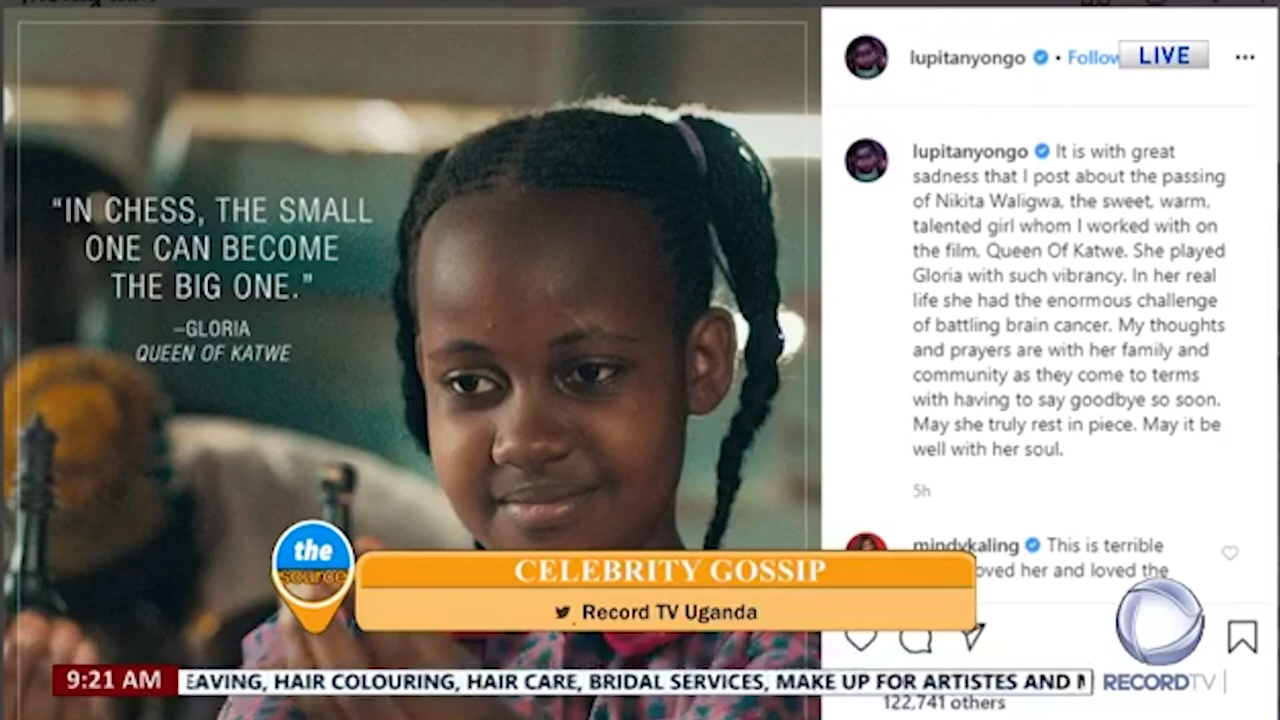 lupitanyongo • Follow
LIVE
lupitanyongo It is with great
sadness that I post about the passing
of Nikita Waligwa, the sweet, warm,
talented girl whom I worked with on
the film, Queen Of Katwe. She played
Gloria with such vibrancy. In her real
life she had the enormous challenge
of battling brain cancer. My thoughts
and prayers are with her family and
community as they come to terms
with having to say goodbye so soon.
May she truly rest in piece. May it be
well with her soul.
5h
mindykaling This is terrible
oved her and loved the
122,741 others
“IN CHESS, THE SMALL
ONE CAN BECOME
THE BIG ONE.”
–GLORIA
QUEEN OF KATWE
the
source
CELEBRITY GOSSIP
Record TV Uganda
9:21 AM
EAVING, HAIR COLOURING, HAIR CARE, BRIDAL SERVICES, MAKE UP FOR ARTISTES AND
RECORDTV